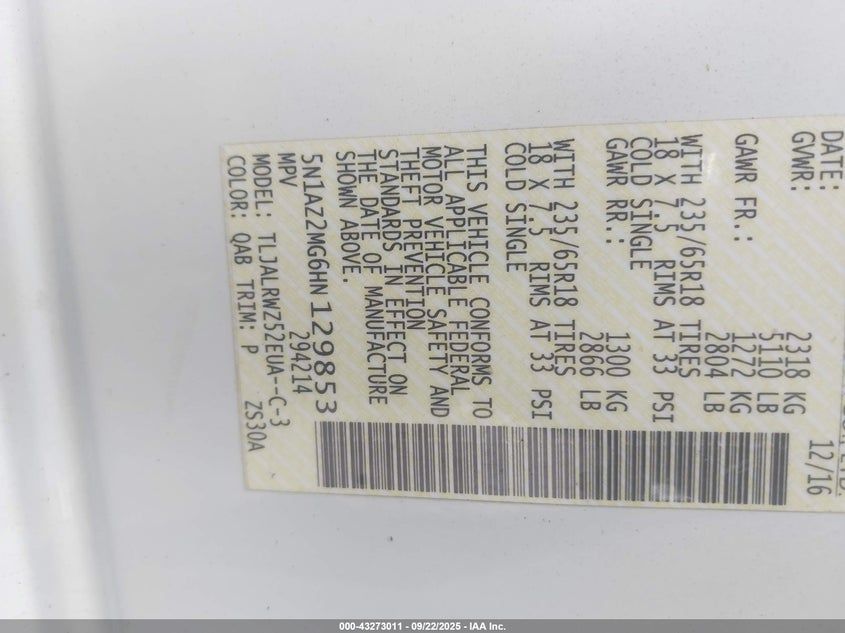 DATE: 12/16
GVWR: 2318 KG
5110 LB
GAWR FR.: 1272 KG
2804 LB
WITH 235/65R18 TIRES
18 X 7.5 RIMS AT 33 PSI
COLD SINGLE
GAWR RR.: 1300 KG
2866 LB
WITH 235/65R18 TIRES
18 X 7.5 RIMS AT 33 PSI
COLD SINGLE
THIS VEHICLE CONFORMS TO
ALL APPLICABLE FEDERAL
MOTOR VEHICLE SAFETY AND
THEFT PREVENTION
STANDARDS IN EFFECT ON
THE DATE OF MANUFACTURE
SHOWN ABOVE.
5N1AZ2MG6HN129853
MPV 294214
MODEL: TLJALRWZ52EUA--C-3
COLOR: QAB TRIM: P ZS30A
000-43273011 - 09/22/2025 - IAA Inc.